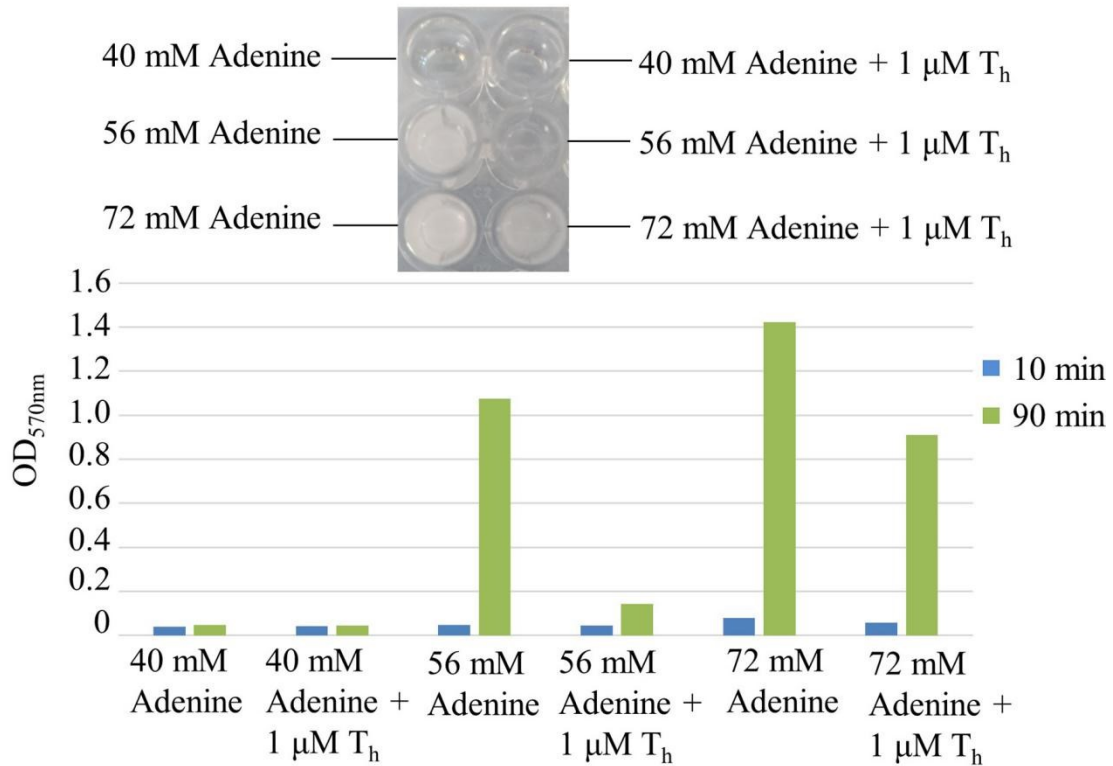 40 mM Adenine
40 mM Adenine + 1 μM Th
56 mM Adenine
56 mM Adenine + 1 μM Th
72 mM Adenine
72 mM Adenine + 1 μM Th
1.6
1.4
1.2
1.0
0.8
0.6
0.4
0.2
0
OD570nm
10 min
90 min
40 mM
Adenine
40 mM
Adenine +
1 μM Th
56 mM
Adenine
56 mM
Adenine +
1 μM Th
72 mM
Adenine
72 mM
Adenine +
1 μM Th